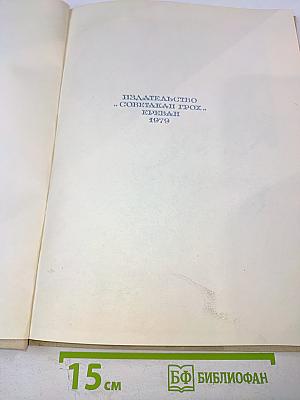 ИЗДАТЕЛЬСТВО
„СОВЕТАКАН ГРОХ„
ЕРЕВАН
1979
15 см
БФ БИБЛИОФАН